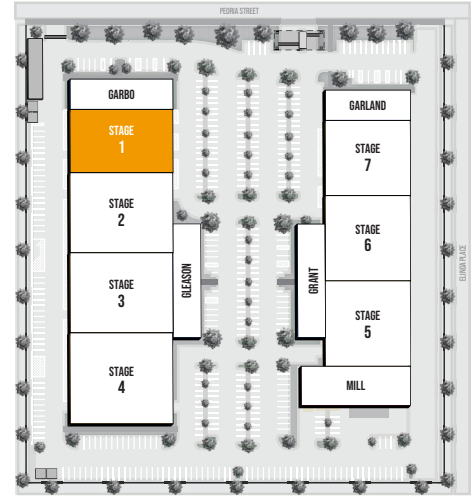 PEORIA STREET
GARBO
STAGE
1
STAGE
2
STAGE
3
STAGE
4
GLEASON
GARLAND
STAGE
7
STAGE
6
STAGE
5
GRANT
MILL
ELINDA PLACE